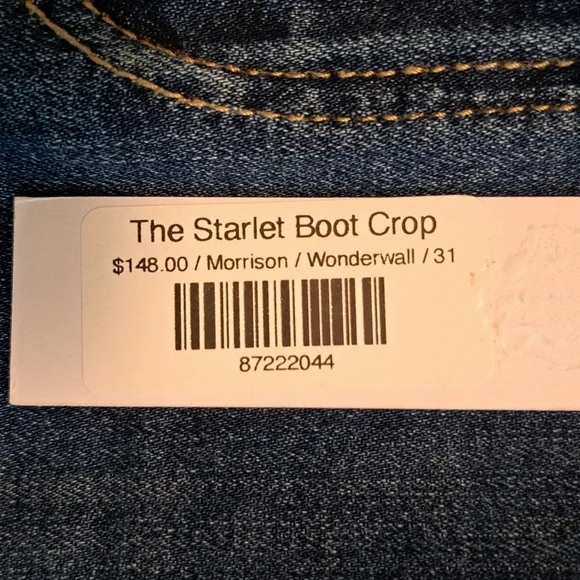 The Starlet Boot Crop
$148.00 / Morrison / Wonderwall / 31
87222044